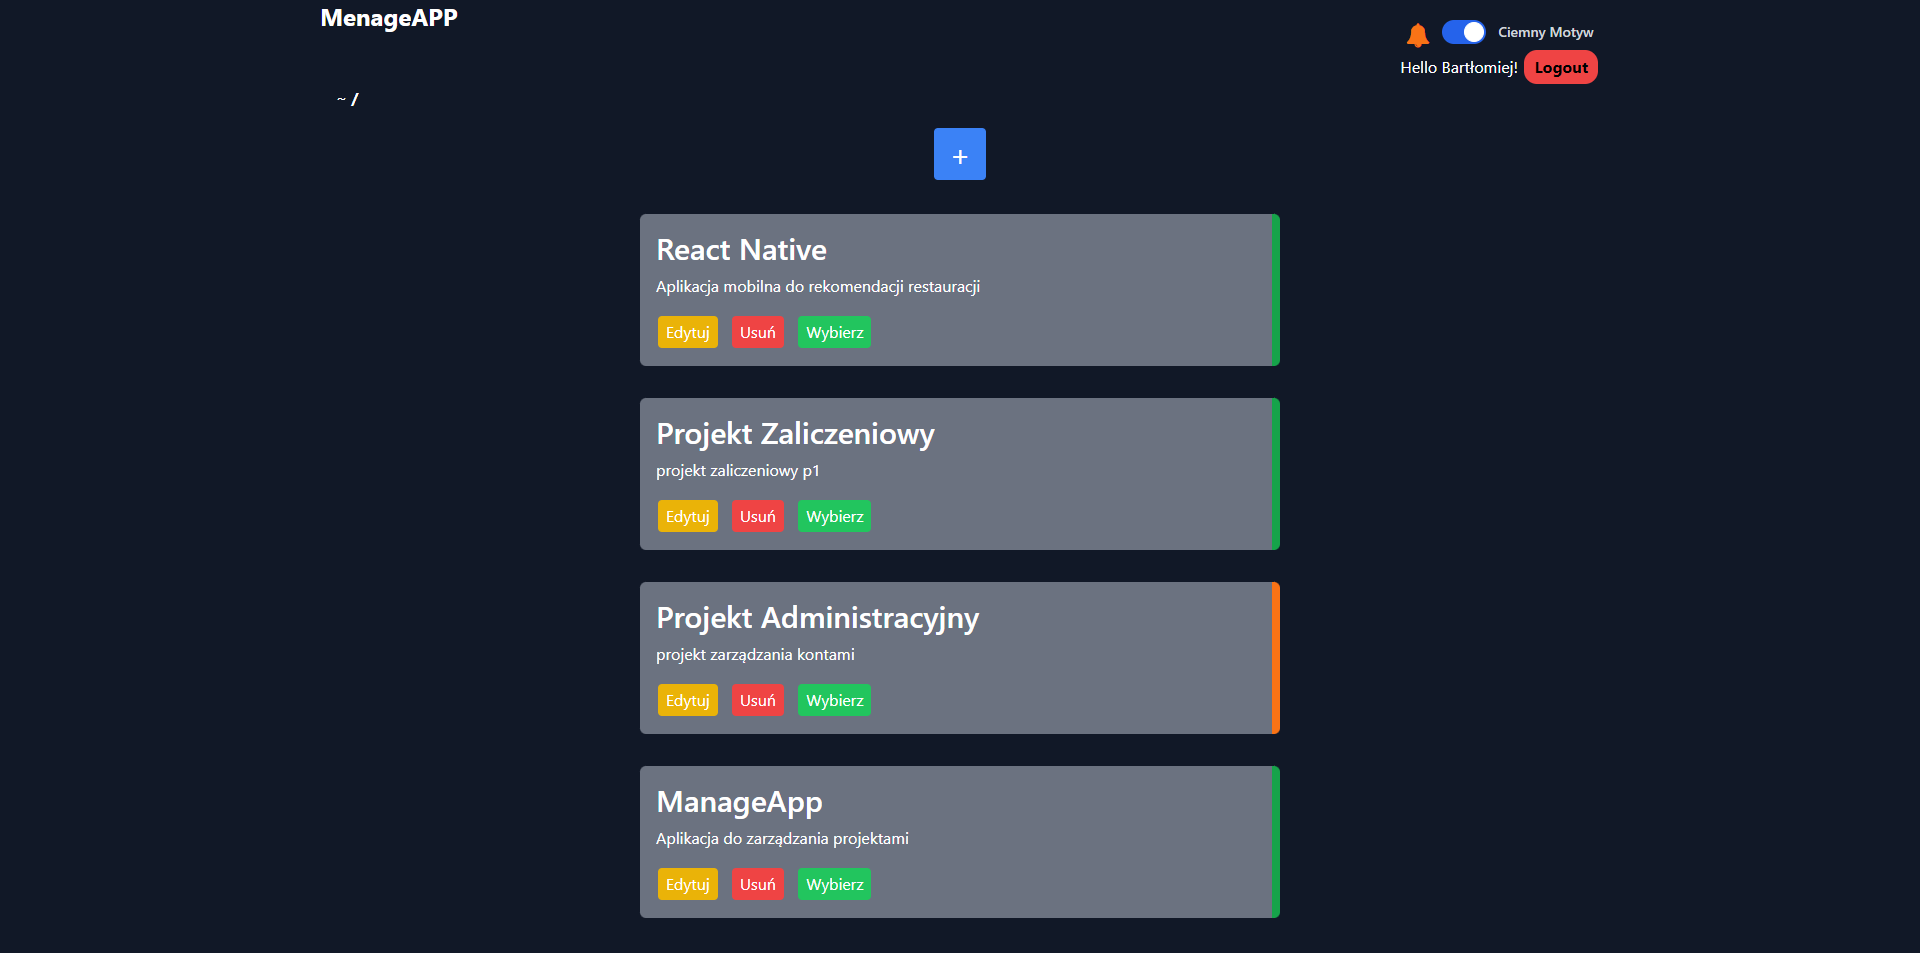 MenageAPP
Ciemny Motyw
Hello Bartłomiej! Logout
~ /
+
React Native
Aplikacja mobilna do rekomendacji restauracji
Edytuj Usuń Wybierz
Projekt Zaliczeniowy
projekt zaliczeniowy p1
Edytuj Usuń Wybierz
Projekt Administracyjny
projekt zarządzania kontami
Edytuj Usuń Wybierz
ManageApp
Aplikacja do zarządzania projektami
Edytuj Usuń Wybierz